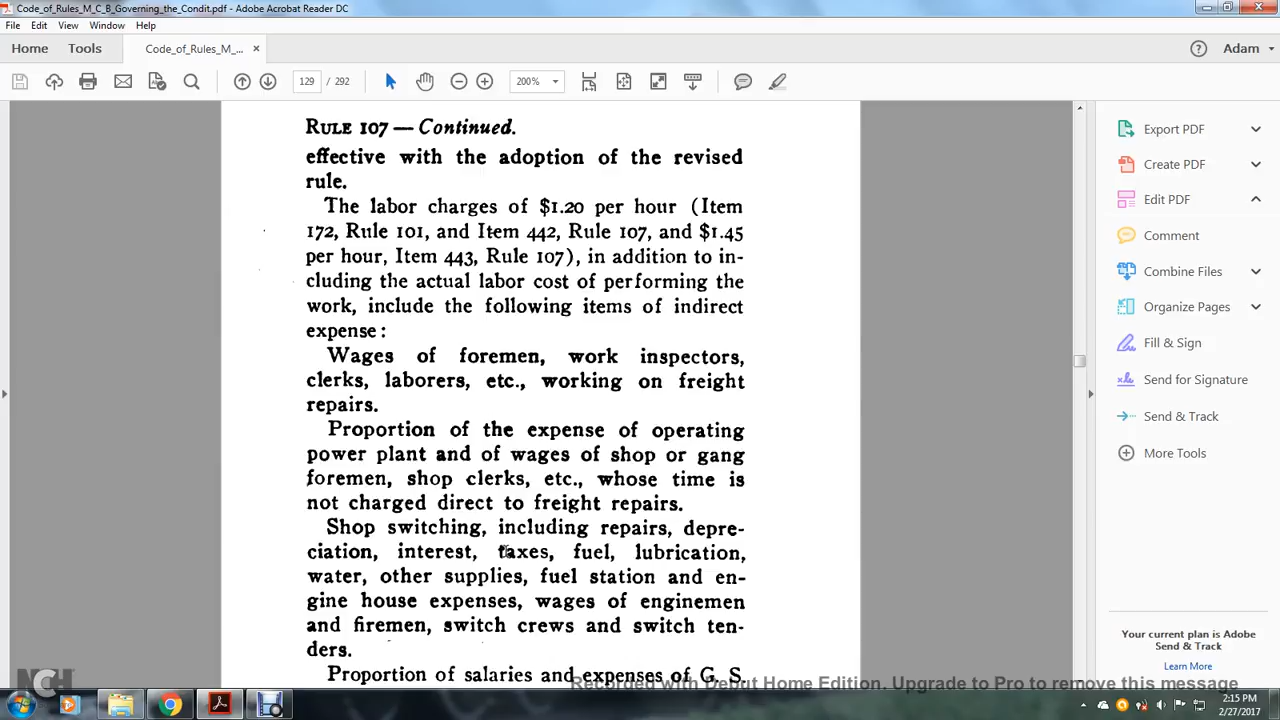 Code_of_Rules_M_C_B_Governing_the_Condit.pdf - Adobe Acrobat Reader DC
File Edit View Window Help
Home Tools Code_of_Rules_M_... × Adam
129 / 292 200%
RULE 107 — Continued.
effective with the adoption of the revised
rule.
The labor charges of $1.20 per hour (Item
172, Rule 101, and Item 442, Rule 107, and $1.45
per hour, Item 443, Rule 107), in addition to in-
cluding the actual labor cost of performing the
work, include the following items of indirect
expense:
Wages of foremen, work inspectors,
clerks, laborers, etc., working on freight
repairs.
Proportion of the expense of operating
power plant and of wages of shop or gang
foremen, shop clerks, etc., whose time is
not charged direct to freight repairs.
Shop switching, including repairs, depre-
ciation, interest, taxes, fuel, lubrication,
water, other supplies, fuel station and en-
gine house expenses, wages of enginemen
and firemen, switch crews and switch ten-
ders.
Proportion of salaries and expenses of G. S.
Export PDF
Create PDF
Edit PDF
Comment
Combine Files
Organize Pages
Fill & Sign
Send for Signature
Send & Track
More Tools
Your current plan is Adobe
Send & Track
Learn More
NCH
Recorded with Debut Home Edition. Upgrade to Pro to remove this message
2:15 PM
2/27/2017